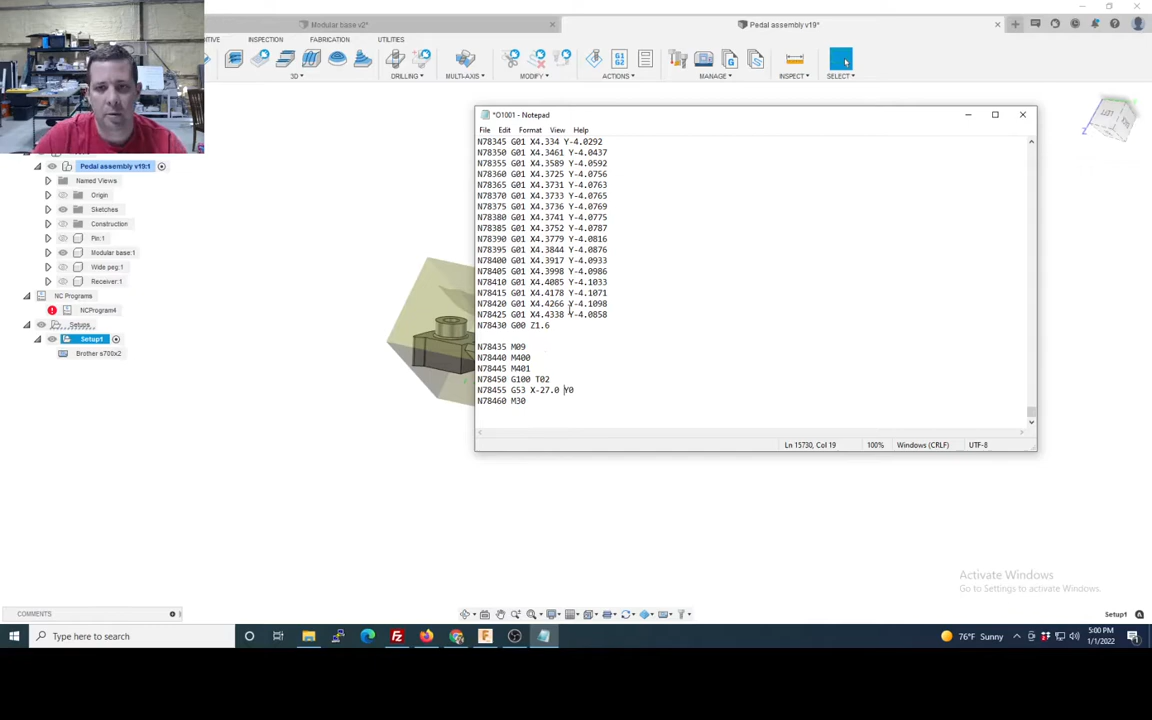 Modular base v2*
Pedal assembly v19*
INSPECTION
FABRICATION
UTILITIES
3D
DRILLING
MULTI-AXIS
MODIFY
ACTIONS
MANAGE
INSPECT
SELECT
G1
G2
LEFT
Z
*O1001 - Notepad
File Edit Format View Help
N78345 G01 X4.334 Y-4.0292
N78350 G01 X4.3461 Y-4.0437
N78355 G01 X4.3589 Y-4.0592
N78360 G01 X4.3725 Y-4.0756
N78365 G01 X4.3731 Y-4.0763
N78370 G01 X4.3733 Y-4.0765
N78375 G01 X4.3736 Y-4.0769
N78380 G01 X4.3741 Y-4.0775
N78385 G01 X4.3752 Y-4.0787
N78390 G01 X4.3779 Y-4.0816
N78395 G01 X4.3844 Y-4.0876
N78400 G01 X4.3917 Y-4.0933
N78405 G01 X4.3998 Y-4.0986
N78410 G01 X4.4085 Y-4.1033
N78415 G01 X4.4178 Y-4.1071
N78420 G01 X4.4266 Y-4.1098
N78425 G01 X4.4338 Y-4.0858
N78430 G00 Z1.6
N78435 M09
N78440 M400
N78445 M401
N78450 G100 T02
N78455 G53 X-27.0 Y0
N78460 M30
Ln 15730, Col 19
100%
Windows (CRLF)
UTF-8
Pedal assembly v19:1
Named Views
Origin
Sketches
Construction
Pin:1
Modular base:1
Wide peg:1
Receiver:1
NC Programs
NCProgram4
Setups
Setup1
Brother s700x2
Activate Windows
Go to Settings to activate Windows.
COMMENTS
Setup1
Type here to search
76°F Sunny
5:00 PM
1/1/2022